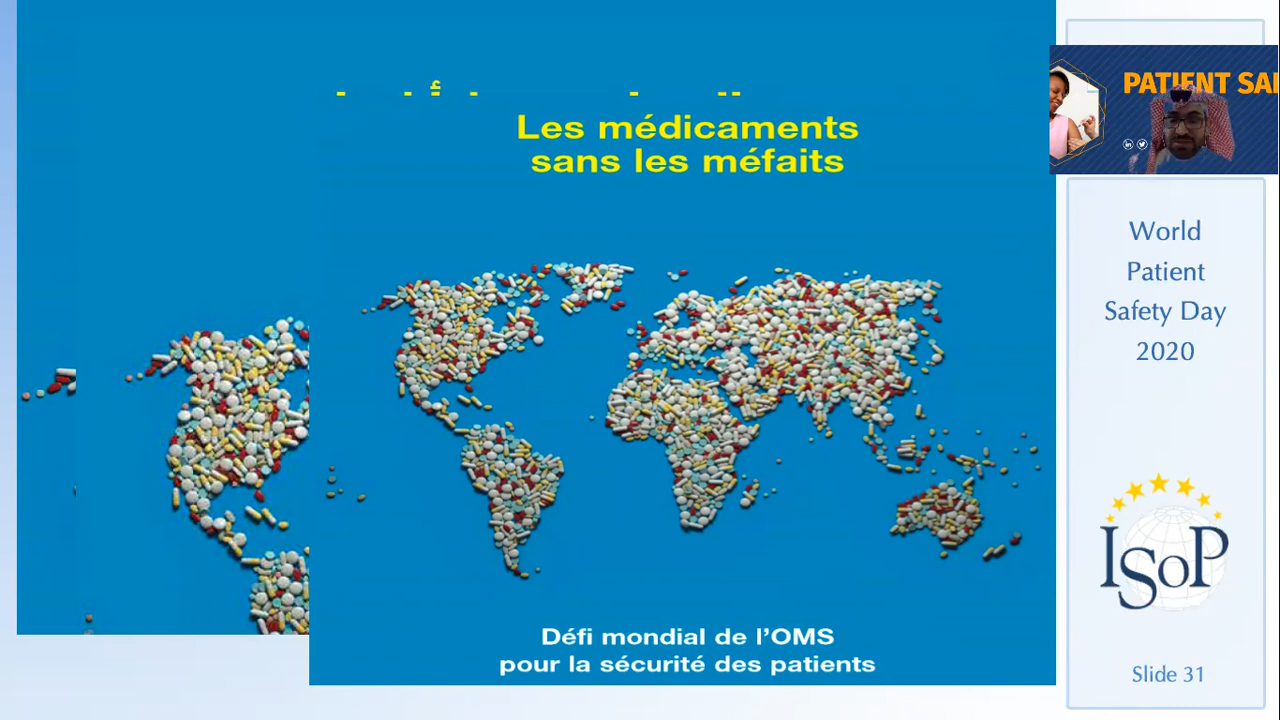 Les médicaments
sans les méfaits
Défi mondial de l’OMS
pour la sécurité des patients
PATIENT SA
World
Patient
Safety Day
2020
ISoP
Slide 31